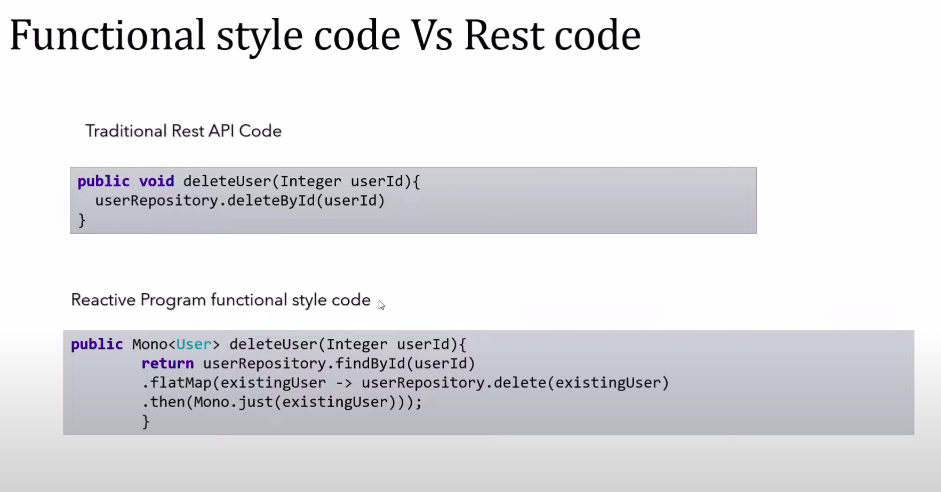 Functional style code Vs Rest code
Traditional Rest API Code
public void deleteUser(Integer userId){
userRepository.deleteById(userId)
}
Reactive Program functional style code
public Mono<User> deleteUser(Integer userId){
return userRepository.findById(userId)
.flatMap(existingUser -> userRepository.delete(existingUser)
.then(Mono.just(existingUser)));
}